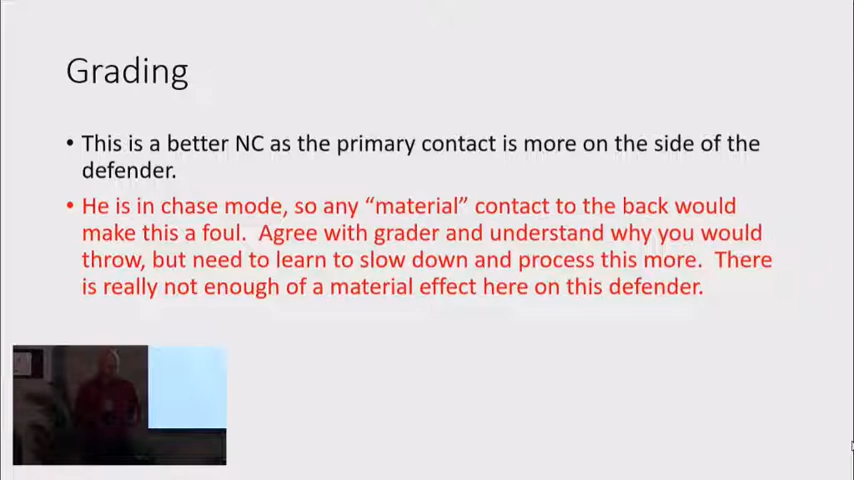 Grading
• This is a better NC as the primary contact is more on the side of the
defender.
• He is in chase mode, so any “material” contact to the back would
make this a foul.  Agree with grader and understand why you would
throw, but need to learn to slow down and process this more.  There
is really not enough of a material effect here on this defender.